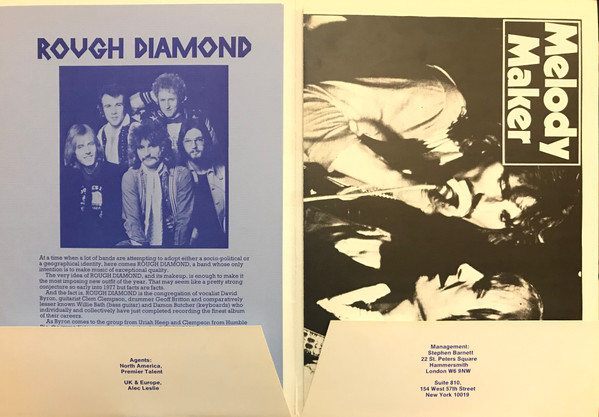 ROUGH DIAMOND
At a time when a lot of bands are attempting to adopt either a socio-political or
a geographical identity, here comes ROUGH DIAMOND, a band whose only
intention is to make music of exceptional quality.
The very idea of ROUGH DIAMOND, and its makeup, is enough to make it
the most imposing new outfit of the year. That may seem like a pretty strong
conjecture so early into 1977 but facts are facts.
And the fact is, ROUGH DIAMOND is the congregation of vocalist David
Byron, guitarist Clem Clempson, drummer Geoff Britton and comparatively
lesser known Willie Bath (bass guitar) and Damon Butcher (keyboards) who
individually and collectively have just completed recording the finest album
of their careers.
As Byron comes to the group from Uriah Heep and Clempson from Humble
Agents:
North America,
Premier Talent
UK & Europe,
Alec Leslie
Melody
Maker
Management:
Stephen Barnett
22 St. Peters Square
Hammersmith
London W6 9NW
Suite 810,
154 West 57th Street
New York 10019